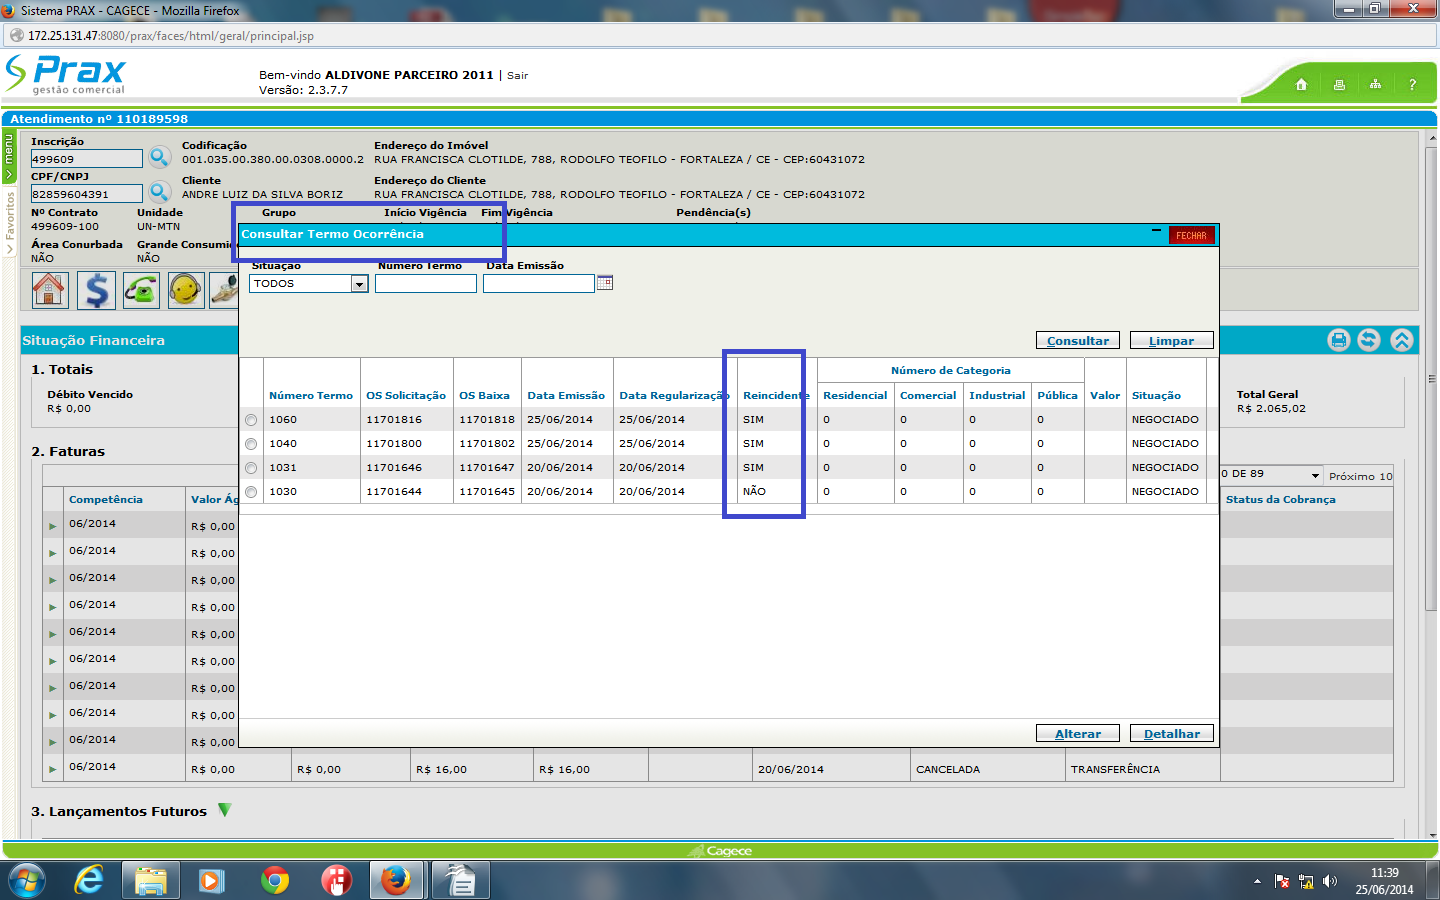 Sistema PRAX - CAGECE - Mozilla Firefox
172.25.131.47:8080/prax/faces/html/geral/principal.jsp
Prax
gestão comercial
Bem-vindo ALDIVONE PARCEIRO 2011 | Sair
Versão: 2.3.7.7
?
Atendimento nº 110189598
menu
Favoritos
Inscrição
499609
Codificação
001.035.00.380.00.0308.0000.2
Endereço do Imóvel
RUA FRANCISCA CLOTILDE, 788, RODOLFO TEOFILO - FORTALEZA / CE - CEP:60431072
CPF/CNPJ
82859604391
Cliente
ANDRE LUIZ DA SILVA BORIZ
Endereço do Cliente
RUA FRANCISCA CLOTILDE, 788, RODOLFO TEOFILO - FORTALEZA / CE - CEP:60431072
Nº Contrato Unidade Grupo Início Vigência Fim Vigência Pendência(s)
499609-100 UN-MTN
Área Conurbada Grande Consumi
NÃO NÃO
Consultar Termo Ocorrência
FECHAR
Situação Número Termo Data Emissão
TODOS
Consultar Limpar
Número de Categoria
Número Termo OS Solicitação OS Baixa Data Emissão Data Regularização Reincidente Residencial Comercial Industrial Pública Valor Situação
1060 11701816 11701818 25/06/2014 25/06/2014 SIM 0 0 0 0 NEGOCIADO
1040 11701800 11701802 25/06/2014 25/06/2014 SIM 0 0 0 0 NEGOCIADO
1031 11701646 11701647 20/06/2014 20/06/2014 SIM 0 0 0 0 NEGOCIADO
1030 11701644 11701645 20/06/2014 20/06/2014 NÃO 0 0 0 0 NEGOCIADO
Alterar Detalhar
Situação Financeira
1. Totais
Débito Vencido
R$ 0,00
Total Geral
R$ 2.065,02
2. Faturas
0 DE 89 Próximo 10
Competência Valor Ág Status da Cobrança
06/2014 R$ 0,00
06/2014 R$ 0,00
06/2014 R$ 0,00
06/2014 R$ 0,00
06/2014 R$ 0,00
06/2014 R$ 0,00
06/2014 R$ 0,00
06/2014 R$ 0,00
06/2014 R$ 0,00
06/2014 R$ 0,00 R$ 0,00 R$ 16,00 R$ 16,00 20/06/2014 CANCELADA TRANSFERÊNCIA
3. Lançamentos Futuros
Cagece
11:39
25/06/2014